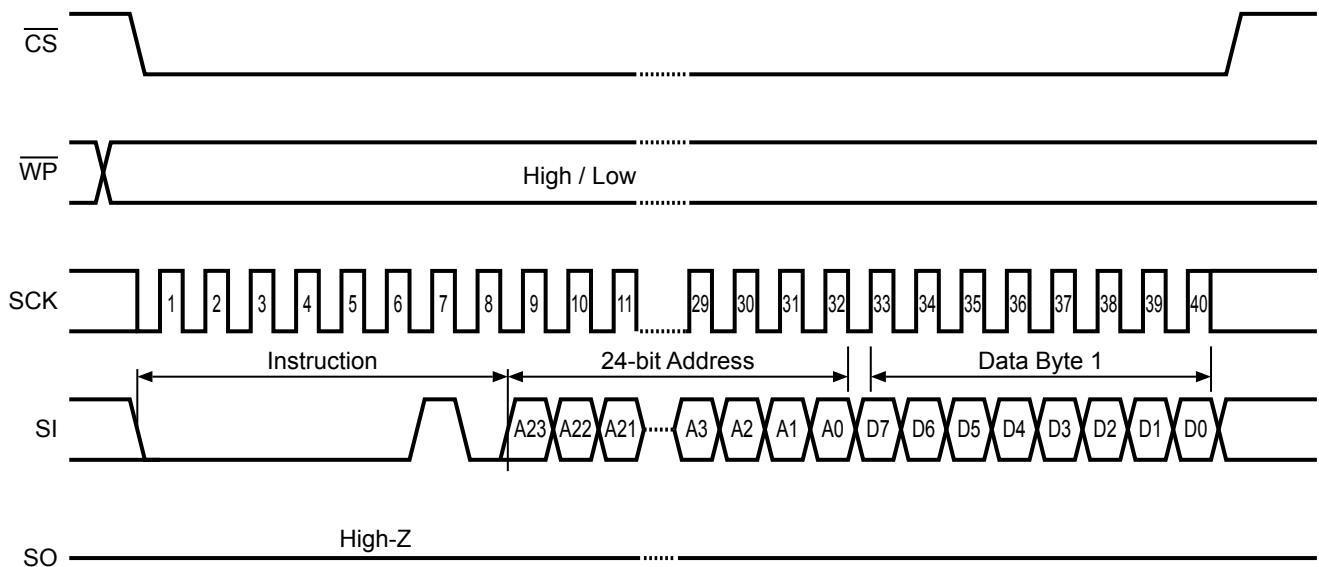 CS
WP
High / Low
SCK
1 2 3 4 5 6 7 8 9 10 11 29 30 31 32 33 34 35 36 37 38 39 40
Instruction 24-bit Address Data Byte 1
SI
A23 A22 A21 A3 A2 A1 A0 D7 D6 D5 D4 D3 D2 D1 D0
High-Z
SO